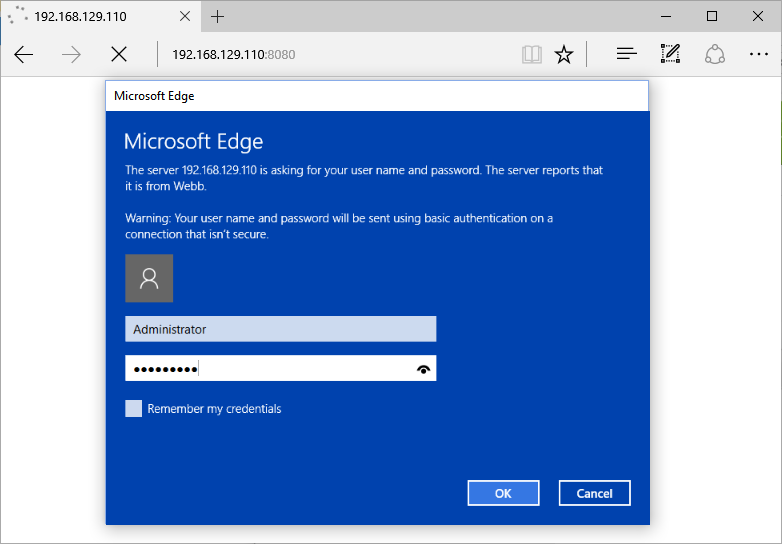 192.168.129.110
192.168.129.110:8080
Microsoft Edge
Microsoft Edge
The server 192.168.129.110 is asking for your user name and password. The server reports that
it is from Webb.
Warning: Your user name and password will be sent using basic authentication on a
connection that isn't secure.
Administrator
●●●●●●●●●
Remember my credentials
OK
Cancel